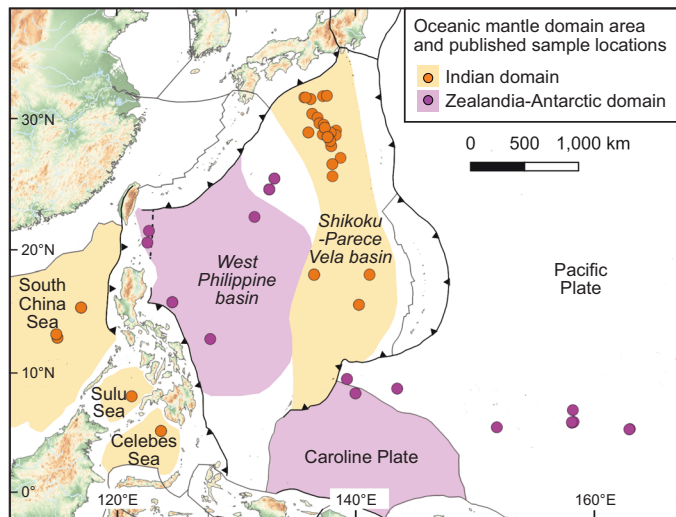 Oceanic mantle domain area
and published sample locations
Indian domain
Zealandia-Antarctic domain
0 500 1,000 km
30°N
20°N
10°N
0°
Shikoku
-Parece
Vela basin
West
Philippine
basin
South
China
Sea
Pacific
Plate
Sulu
Sea
Celebes
Sea
Caroline Plate
120°E 140°E 160°E